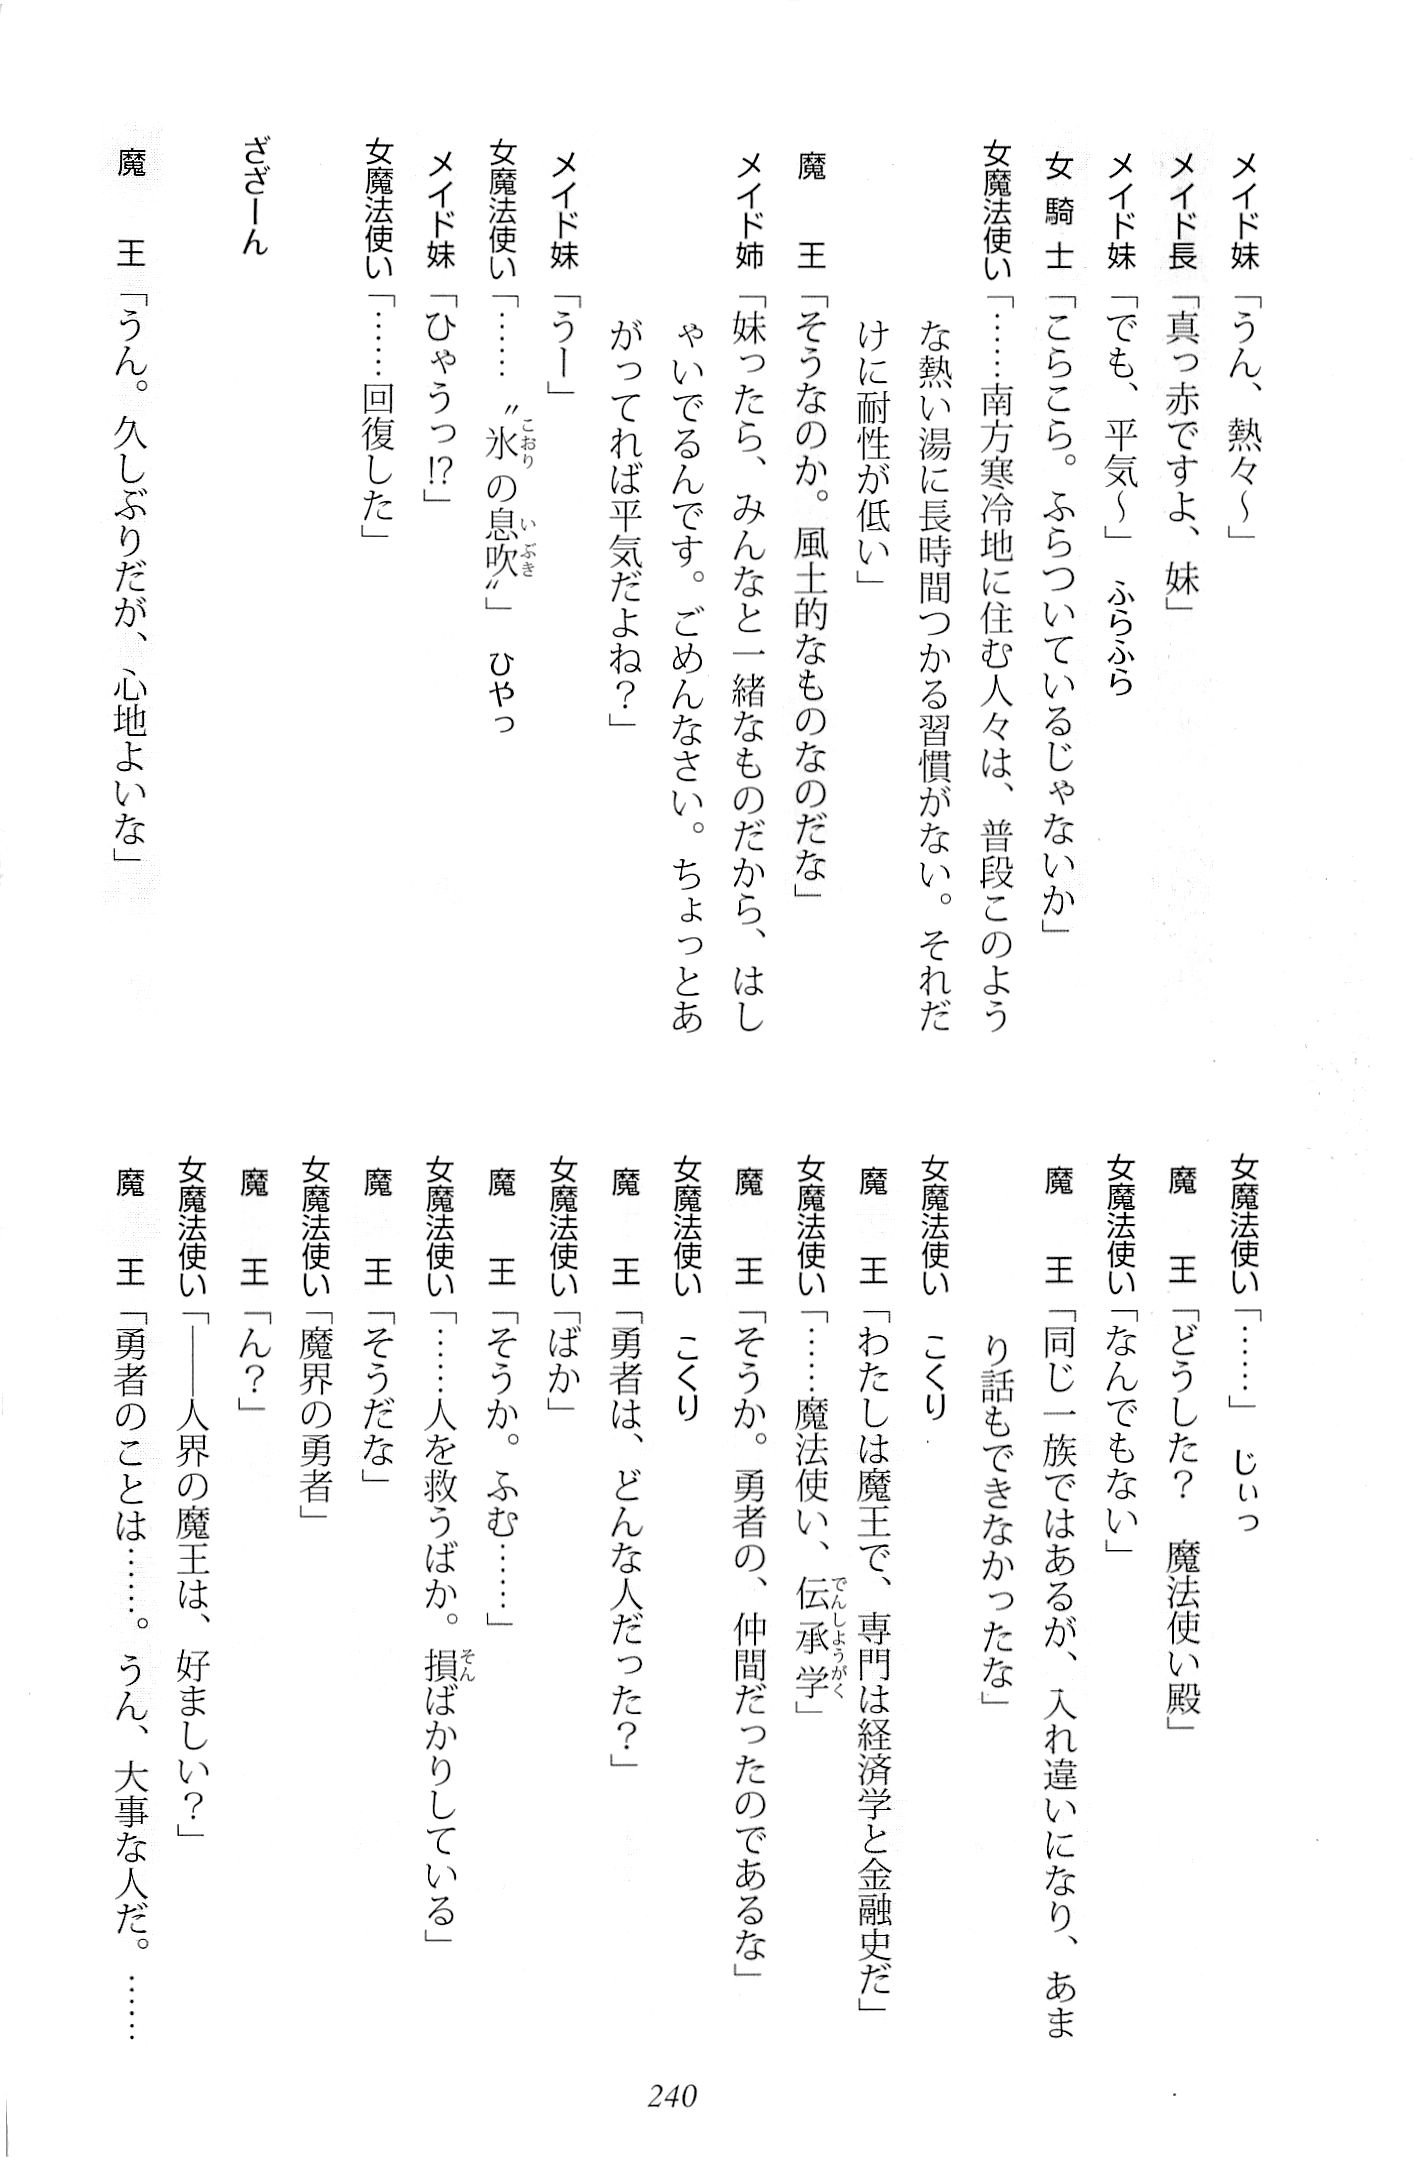 メイド妹「うん、熱々〜」
メイド長「真っ赤ですよ、妹」
メイド妹「でも、平気〜」 ふらふら
女騎士「こらこら。ふらついているじゃないか」
女魔法使い「……南方寒冷地に住む人々は、普段このよう
な熱い湯に長時間つかる習慣がない。それだ
けに耐性が低い」
魔王「そうなのか。風土的なものなのだな」
メイド姉「妹ったら、みんなと一緒なものだから、はし
ゃいでるんです。ごめんなさい。ちょっとあ
がってれば平気だよね？」
メイド妹「うー」
女魔法使い「……〝氷の息吹〟」 ひやっ
メイド妹「ひゃうっ!?」
女魔法使い「……回復した」
ざざーん
魔王「うん。久しぶりだが、心地よいな」
女魔法使い「……」 じぃっ
魔王「どうした？ 魔法使い殿」
女魔法使い「なんでもない」
魔王「同じ一族ではあるが、入れ違いになり、あま
り話もできなかったな」
女魔法使い こくり
魔王「わたしは魔王で、専門は経済学と金融史だ」
女魔法使い「……魔法使い、伝承学」
魔王「そうか。勇者の、仲間だったのであるな」
女魔法使い こくり
魔王「勇者は、どんな人だった？」
女魔法使い「ばか」
魔王「そうか。ふむ……」
女魔法使い「……人を救うばか。損ばかりしている」
魔王「そうだな」
女魔法使い「魔界の勇者」
魔王「ん？」
女魔法使い「――人界の魔王は、好ましい？」
魔王「勇者のことは……。うん、大事な人だ。……
240